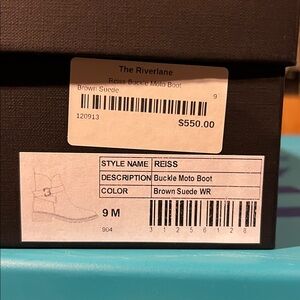 The Riverlane
Reiss Buckle Moto Boot
Brown Suede
9
120913
$550.00
STYLE NAME REISS
DESCRIPTION Buckle Moto Boot
COLOR Brown Suede WR
9 M
904